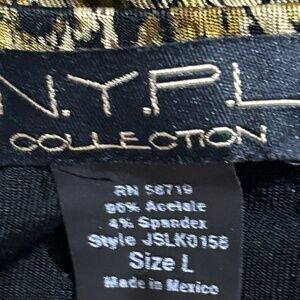 N.Y.P.L
COLLECTION
RN 58719
96% Acetate
4% Spandex
Style JSLK0158
Size L
Made in Mexico